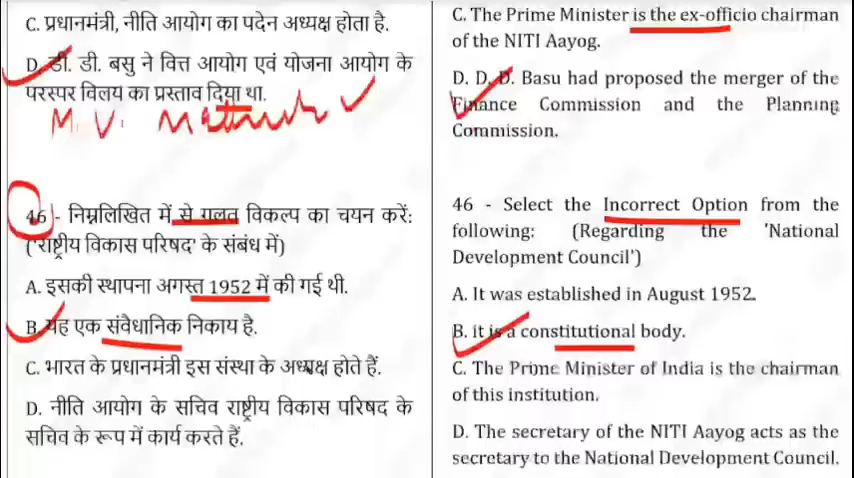 C. प्रधानमंत्री, नीति आयोग का पदेन अध्यक्ष होता है.
D. डी. डी. बसु ने वित्त आयोग एवं योजना आयोग के
परस्पर विलय का प्रस्ताव दिया था.
M. V.
46 - निम्नलिखित में से गलत विकल्प का चयन करें:
('राष्ट्रीय विकास परिषद' के संबंध में)
A. इसकी स्थापना अगस्त 1952 में की गई थी.
B. यह एक संवैधानिक निकाय है.
C. भारत के प्रधानमंत्री इस संस्था के अध्यक्ष होते हैं.
D. नीति आयोग के सचिव राष्ट्रीय विकास परिषद के
सचिव के रूप में कार्य करते हैं.
C. The Prime Minister is the ex-officio chairman
of the NITI Aayog.
D. D. D. Basu had proposed the merger of the
Finance Commission and the Planning
Commission.
46 - Select the Incorrect Option from the
following: (Regarding the 'National
Development Council')
A. It was established in August 1952.
B. it is a constitutional body.
C. The Prime Minister of India is the chairman
of this institution.
D. The secretary of the NITI Aayog acts as the
secretary to the National Development Council.